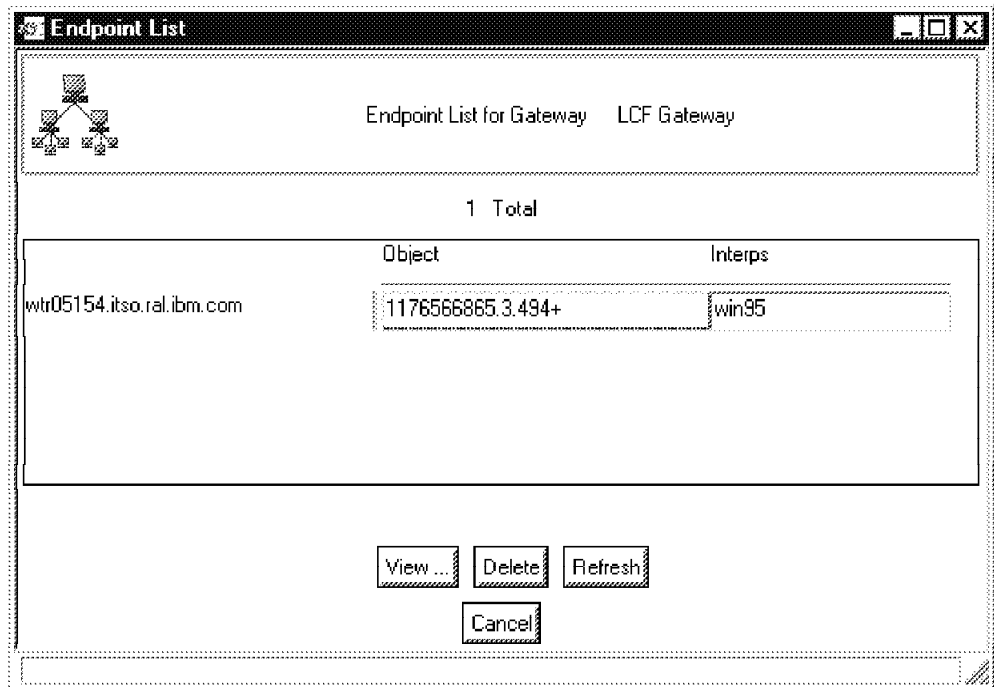 Endpoint List
Endpoint List for Gateway LCF Gateway
1 Total
Object Interps
wtr05154.itso.ral.ibm.com 1176566865.3.494+ win95
View ... Delete Refresh
Cancel